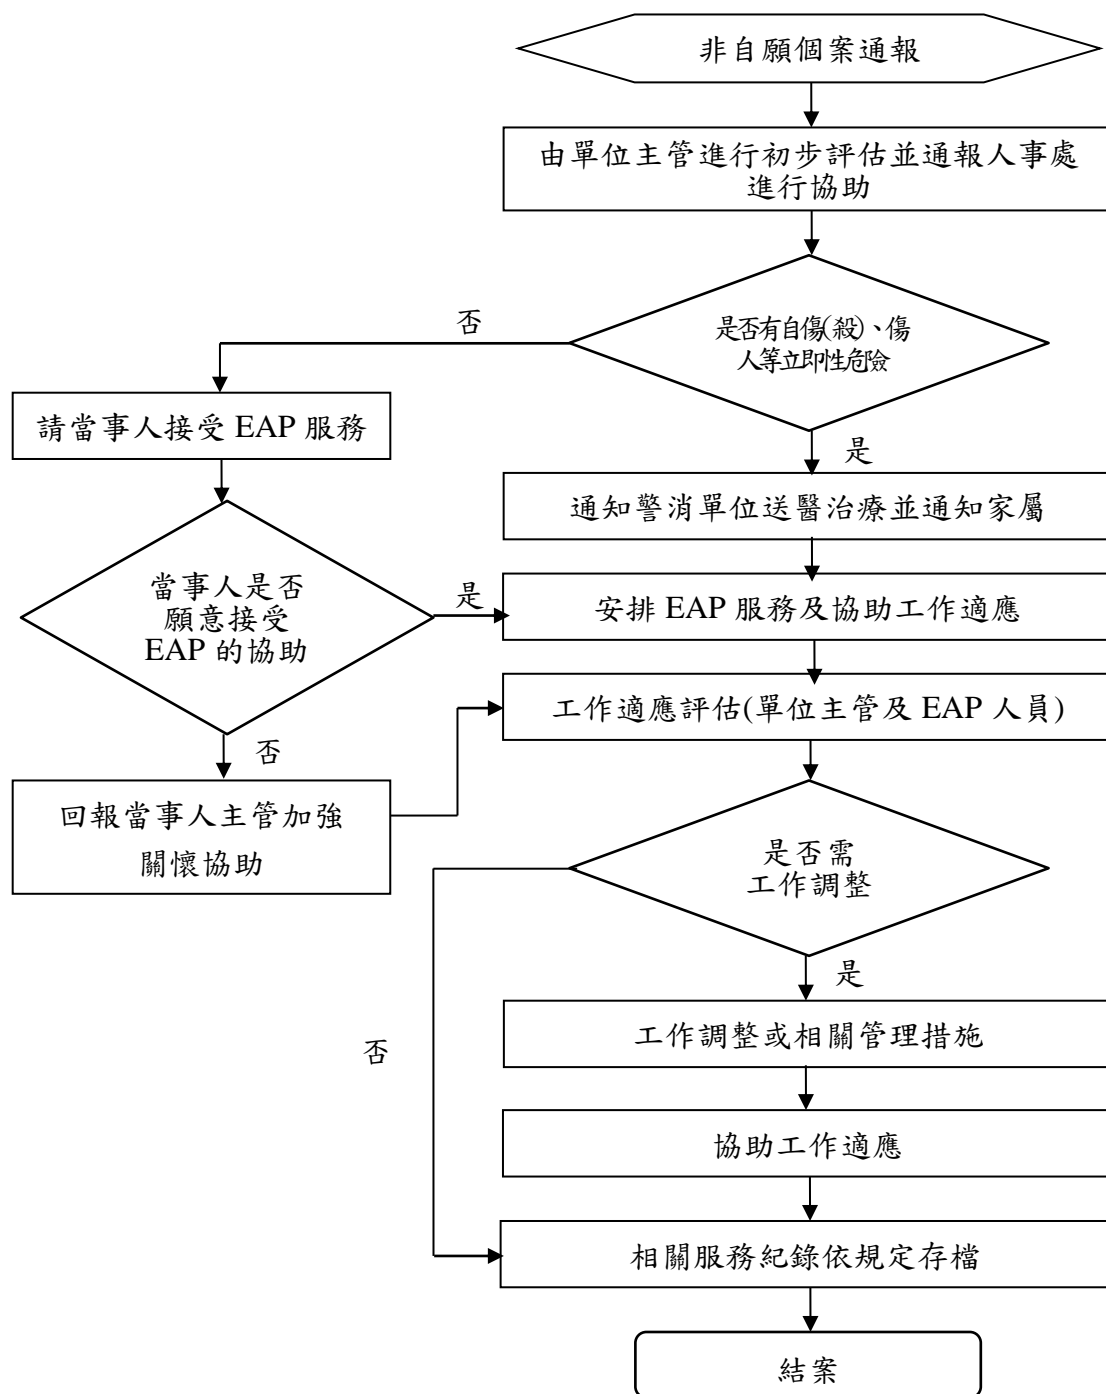 非自願個案通報
由單位主管進行初步評估並通報人事處
進行協助
否
是否有自傷(殺)、傷
人等立即性危險
請當事人接受 EAP 服務
是
通知警消單位送醫治療並通知家屬
當事人是否
願意接受
EAP 的協助
是
安排 EAP 服務及協助工作適應
工作適應評估(單位主管及 EAP 人員)
否
回報當事人主管加強
關懷協助
是否需
工作調整
是
工作調整或相關管理措施
否
協助工作適應
相關服務紀錄依規定存檔
結案